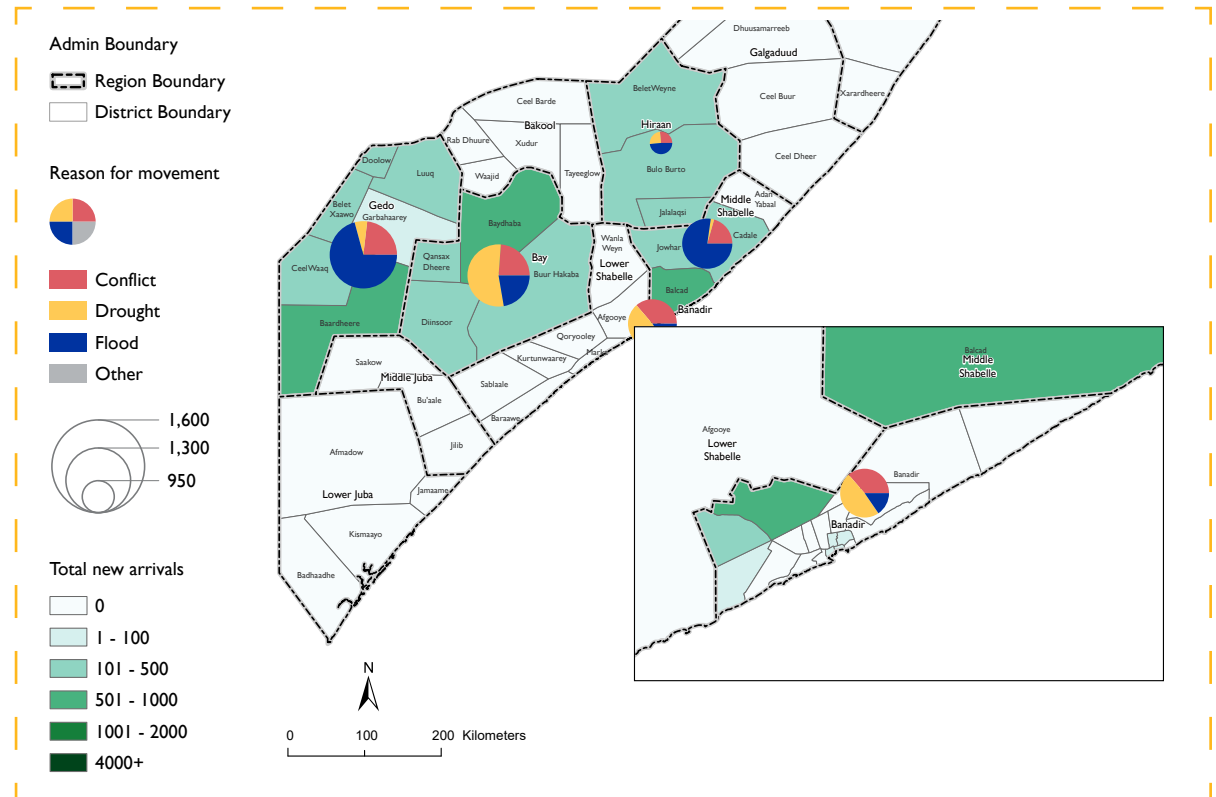 Admin Boundary
Region Boundary
District Boundary
Reason for movement
Conflict
Drought
Flood
Other
1,600
1,300
950
Total new arrivals
0
1 - 100
101 - 500
501 - 1000
1001 - 2000
4000+
Dhuusamarreeb
Galgaduud
BeletWeyne
Ceel Buur
Xarardheere
Ceel Barde
Bakool
Hiraan
Rab Dhuure
Xudur
Ceel Dheer
Doolow
Luuq
Waajid
Tayeeglow
Bulo Burto
Belet
Xaawo
Gedo
Garbahaarey
Baydhaba
Jalalaqsi
Middle
Shabelle
Adan
Yabaal
Wanla
Weyn
Jowhar
Cadale
CeelWaaq
Qansax
Dheere
Bay
Buur Hakaba
Lower
Shabelle
Balcad
Banadir
Baardheere
Diinsoor
Afgooye
Qoryooley
Marka
Kurtunwaarey
Saakow
Middle Juba
Sablaale
Bu'aale
Baraawe
Jilib
Afmadow
Lower Juba
Jamaame
Kismaayo
Badhaadhe
Balcad
Middle
Shabelle
Afgooye
Lower
Shabelle
Banadir
Banadir
N
0 100 200 Kilometers